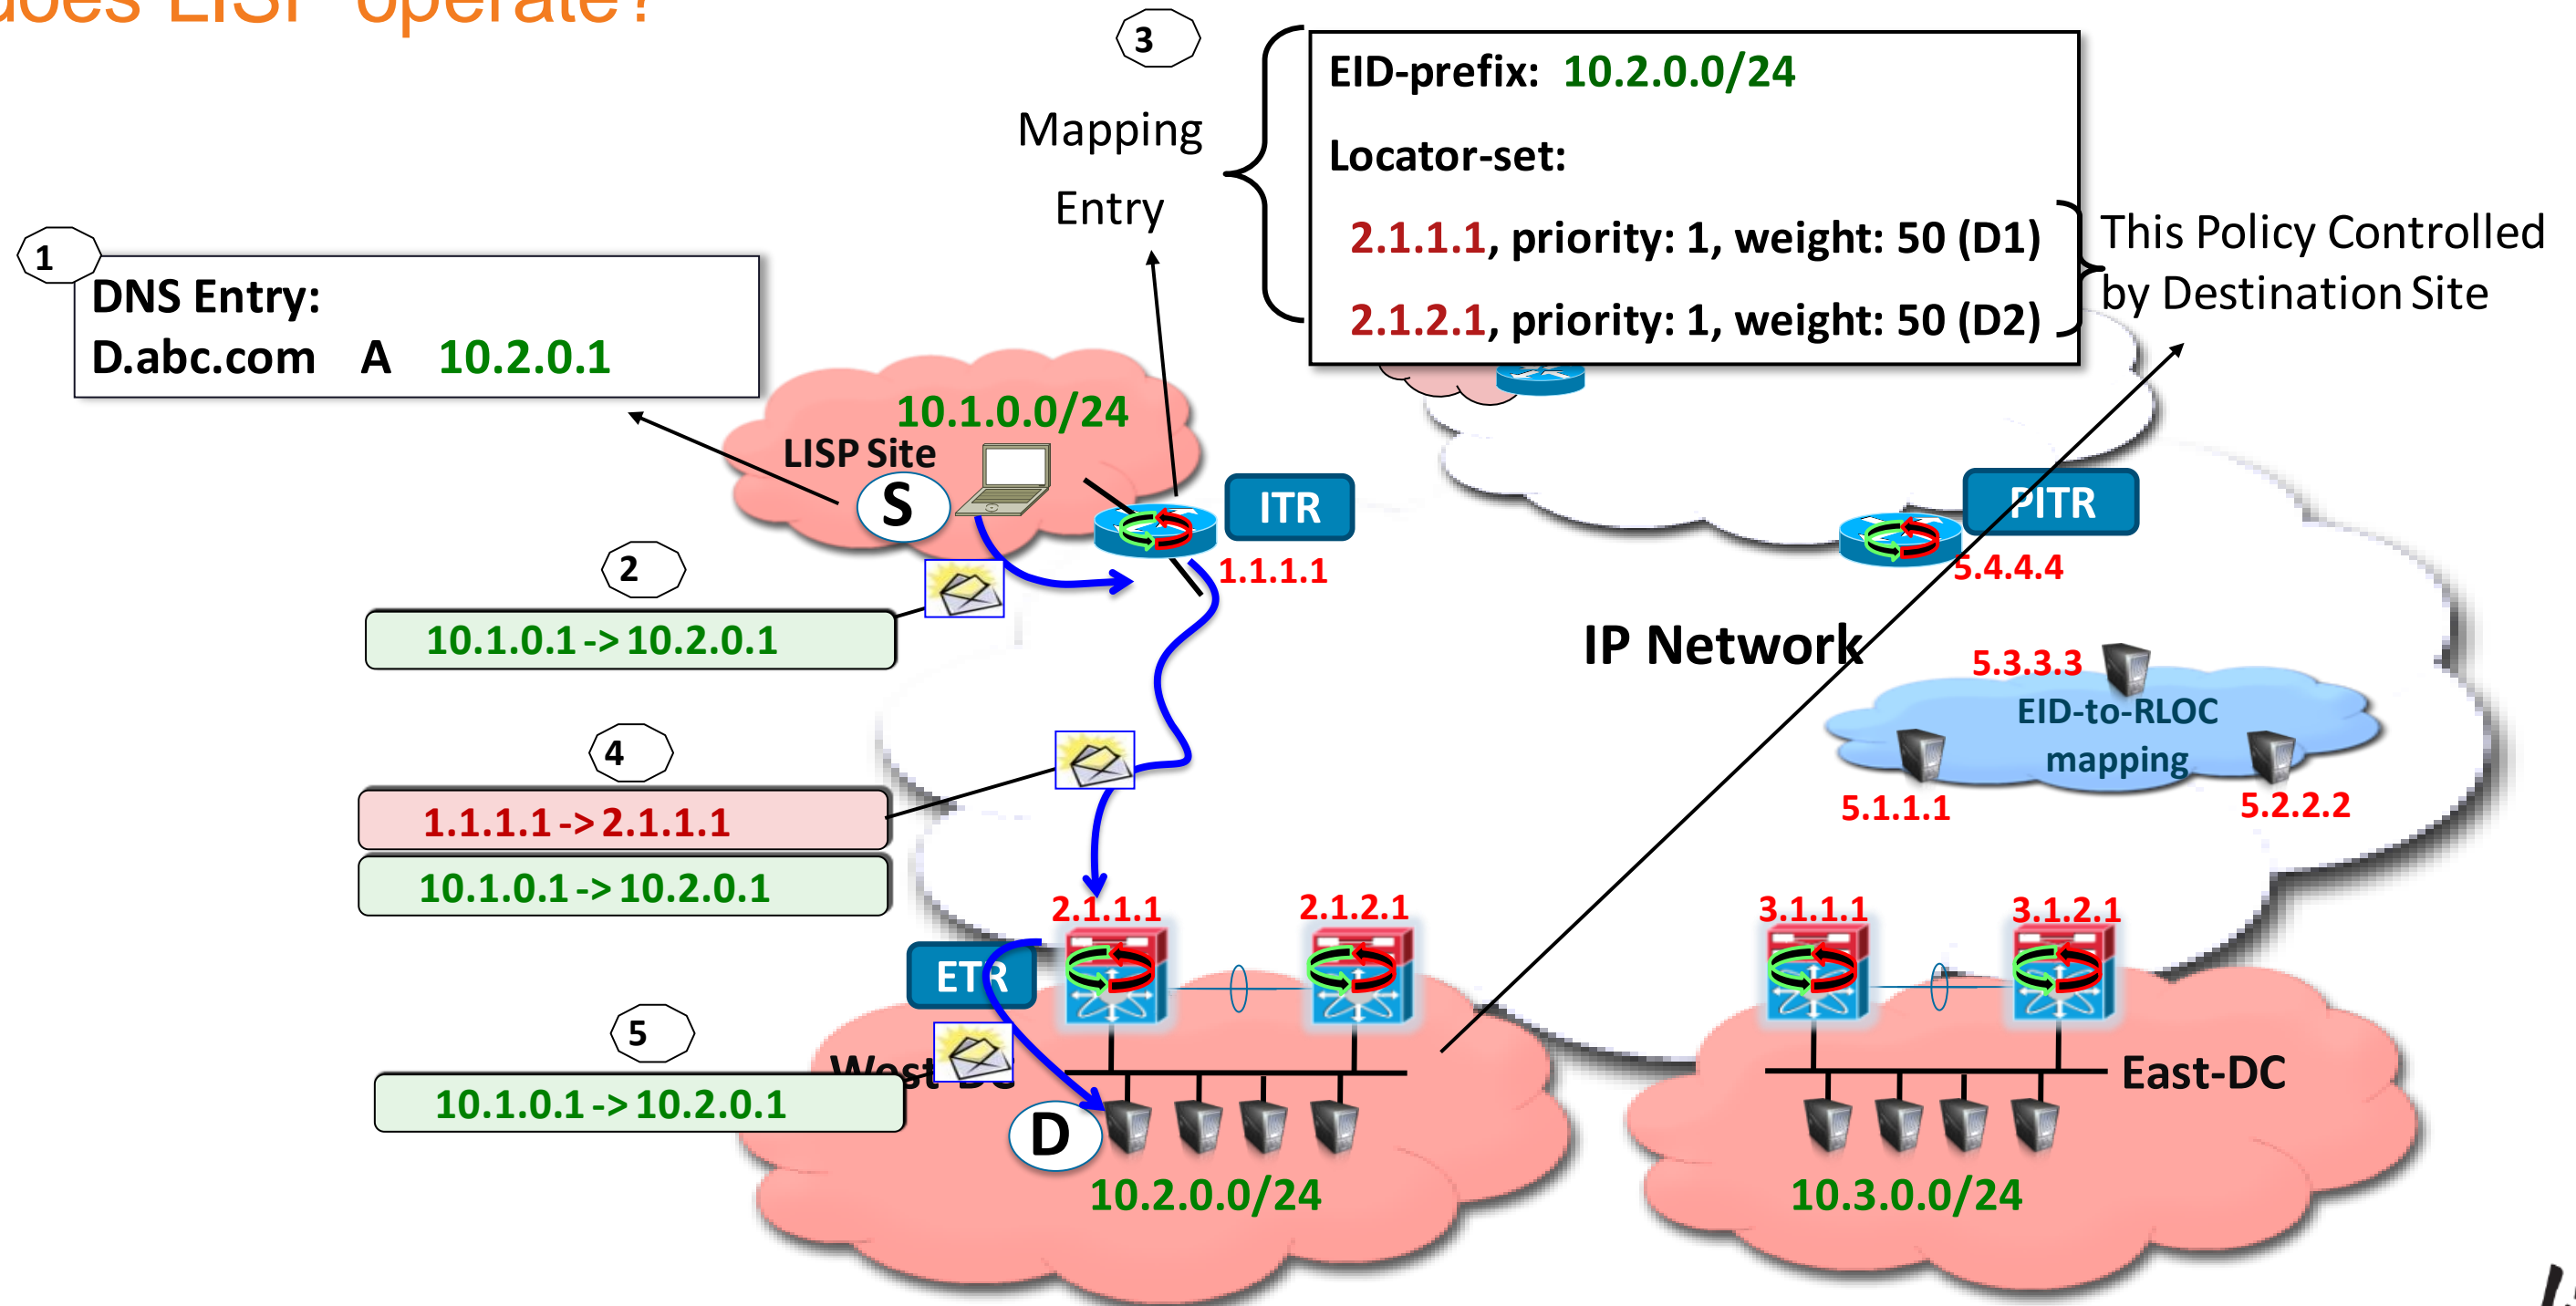 does LISP operate?
3
EID-prefix: 10.2.0.0/24
Mapping
Entry
Locator-set:
2.1.1.1, priority: 1, weight: 50 (D1)
2.1.2.1, priority: 1, weight: 50 (D2)
This Policy Controlled
by Destination Site
1
DNS Entry:
D.abc.com A 10.2.0.1
10.1.0.0/24
LISP Site
S
ITR
1.1.1.1
PITR
5.4.4.4
2
10.1.0.1 -> 10.2.0.1
IP Network
5.3.3.3
EID-to-RLOC
mapping
5.1.1.1
5.2.2.2
4
1.1.1.1 -> 2.1.1.1
10.1.0.1 -> 10.2.0.1
2.1.1.1
2.1.2.1
3.1.1.1
3.1.2.1
ETR
5
10.1.0.1 -> 10.2.0.1
West-DC
D
10.2.0.0/24
East-DC
10.3.0.0/24